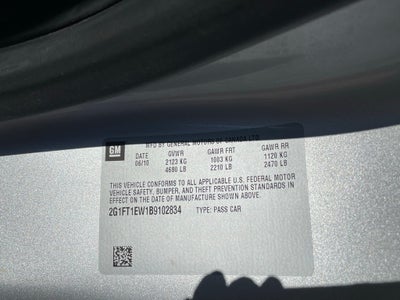 GM
MFD BY GENERAL MOTORS OF CANADA LTD
DATE GVWR GAWR FRT GAWR RR
08/10 2123 KG 1003 KG 1120 KG
4680 LB 2210 LB 2470 LB
THIS VEHICLE CONFORMS TO ALL APPLICABLE U.S. FEDERAL MOTOR
VEHICLE SAFETY, BUMPER, AND THEFT PREVENTION STANDARDS IN
EFFECT ON THE DATE OF MANUFACTURE SHOWN ABOVE.
2G1FT1EW1B9102834 TYPE: PASS CAR